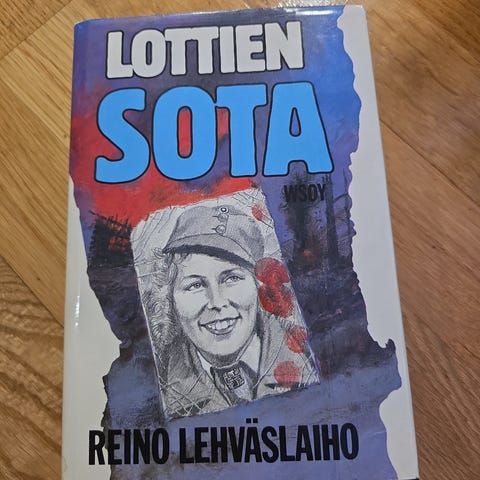 LOTTIEN
SOTA
WSOY
REINO LEHVÄSLAIHO